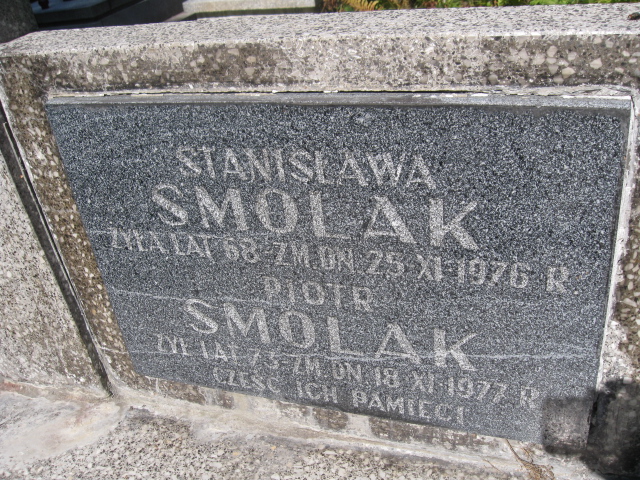 STANISŁAWA
SMOLAK
ŻYŁA LAT 68 ZM. DN. 25 XI 1976 R.
PIOTR
SMOLAK
ŻYŁ LAT 73 ZM. DN. 18 XI 1977 R.
CZEŚĆ ICH PAMIĘCI